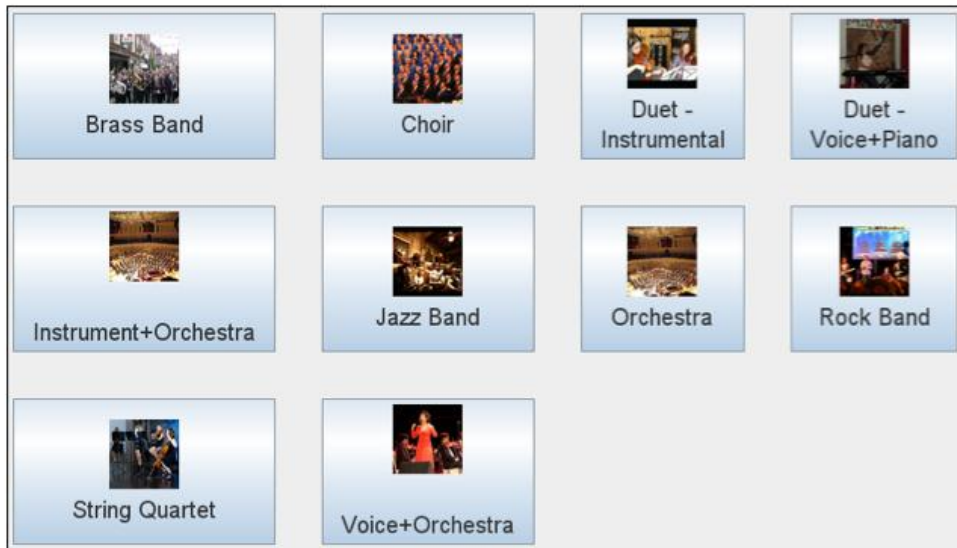 Brass Band
Choir
Duet -
Instrumental
Duet -
Voice+Piano
Instrument+Orchestra
Jazz Band
Orchestra
Rock Band
String Quartet
Voice+Orchestra